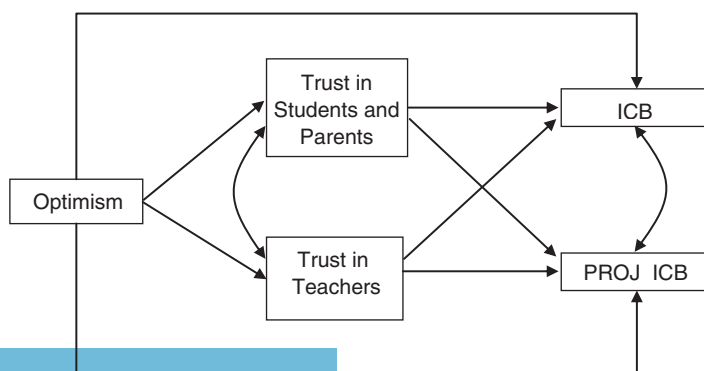 Trust in
Students and
Parents
ICB
Optimism
Trust in
Teachers
PROJ ICB